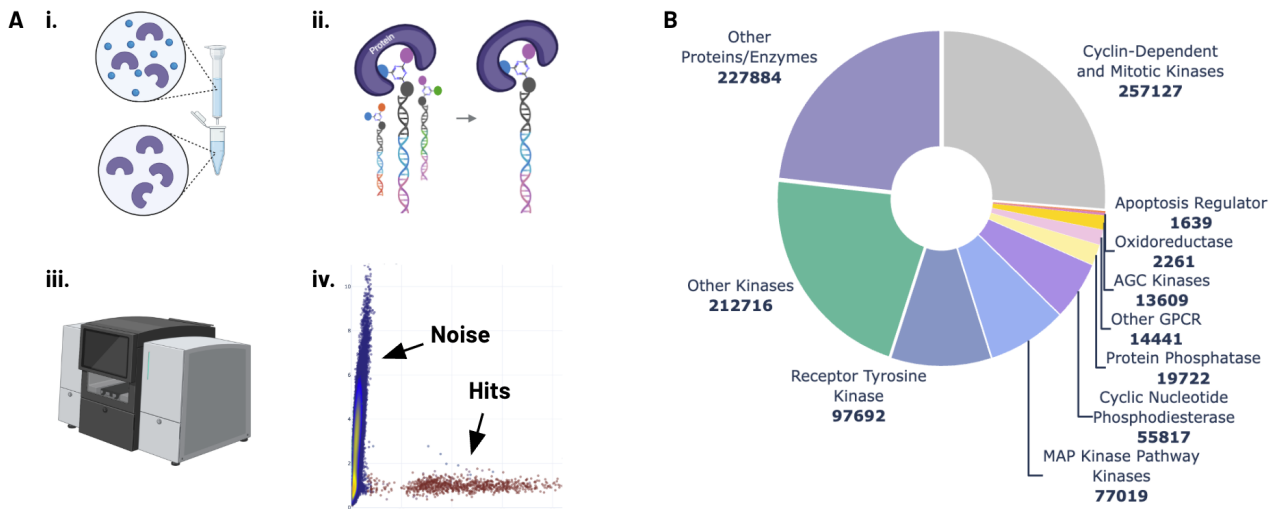 A
i.
ii.
Protein
iii.
iv.
10
8
6
4
2
0
Noise
Hits
B
Other
Proteins/Enzymes
227884
Cyclin-Dependent
and Mitotic Kinases
257127
Apoptosis Regulator
1639
Oxidoreductase
2261
AGC Kinases
13609
Other GPCR
14441
Protein Phosphatase
19722
Cyclic Nucleotide
Phosphodiesterase
55817
MAP Kinase Pathway
Kinases
77019
Receptor Tyrosine
Kinase
97692
Other Kinases
212716